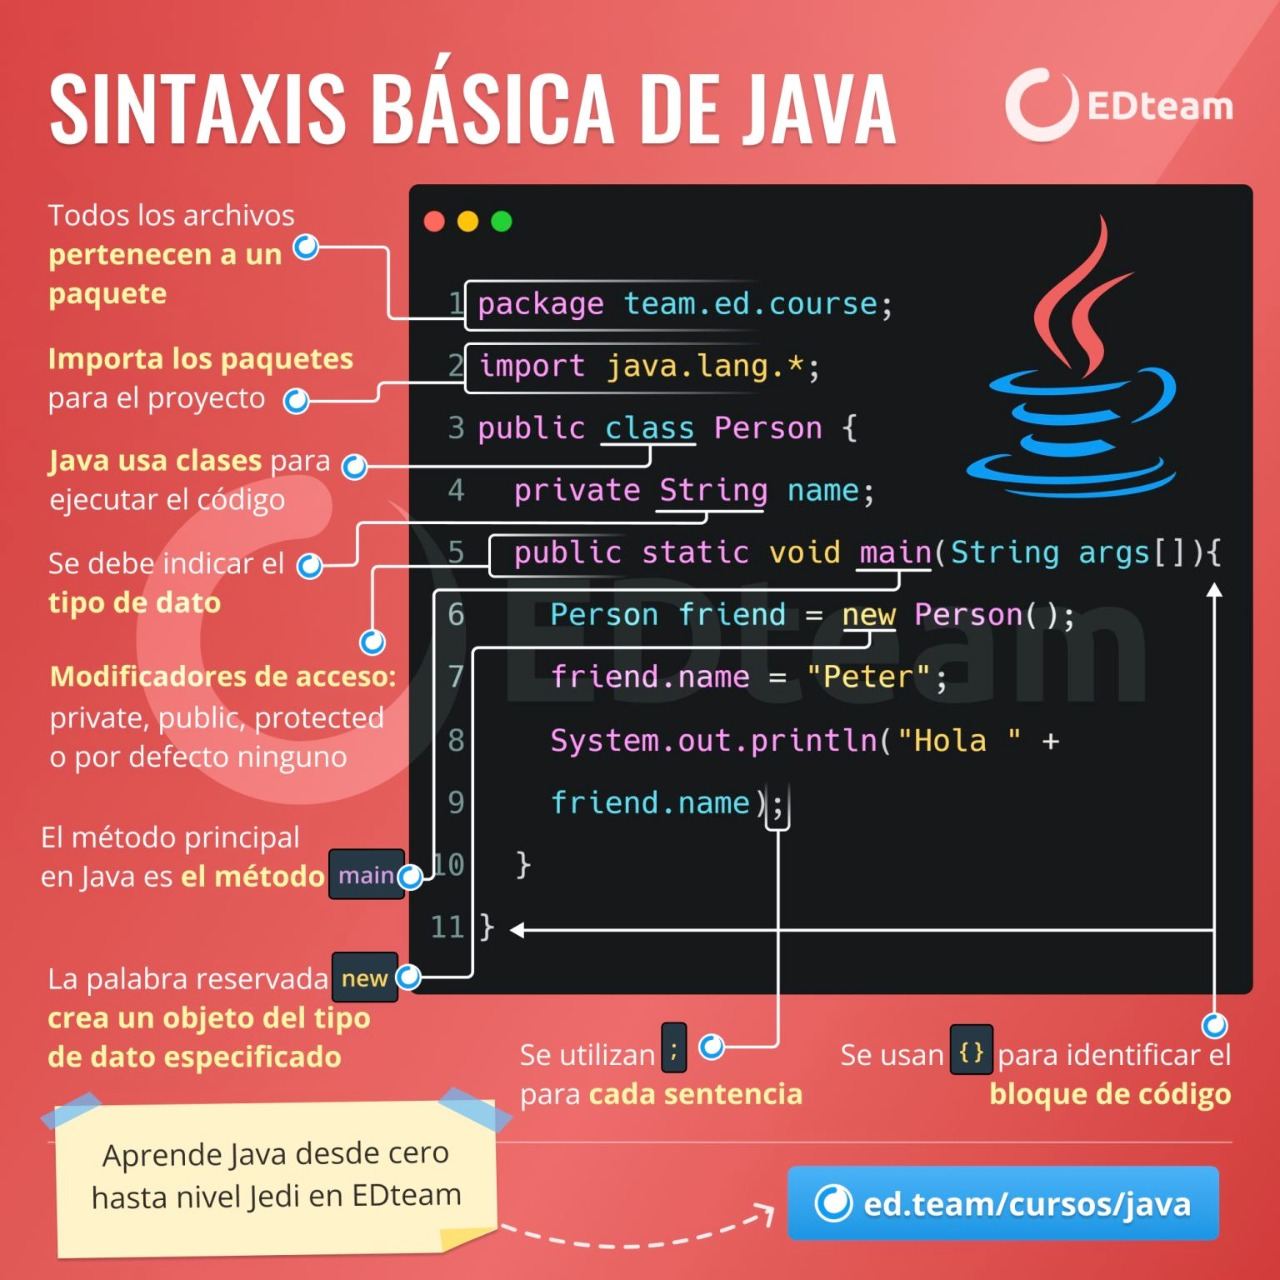 SINTAXIS BÁSICA DE JAVA
EDteam
Todos los archivos
pertenecen a un
paquete
Importa los paquetes
para el proyecto
Java usa clases para
ejecutar el código
Se debe indicar el
tipo de dato
Modificadores de acceso:
private, public, protected
o por defecto ninguno
El método principal
en Java es el método main
La palabra reservada new
crea un objeto del tipo
de dato especificado
1 package team.ed.course;
2 import java.lang.*;
3 public class Person {
4 private String name;
5 public static void main(String args[]){
6 Person friend = new Person();
7 friend.name = "Peter";
8 System.out.println("Hola " +
9 friend.name);
10 }
11 }
EDteam
Se utilizan ;
para cada sentencia
Se usan {} para identificar el
bloque de código
Aprende Java desde cero
hasta nivel Jedi en EDteam
ed.team/cursos/java